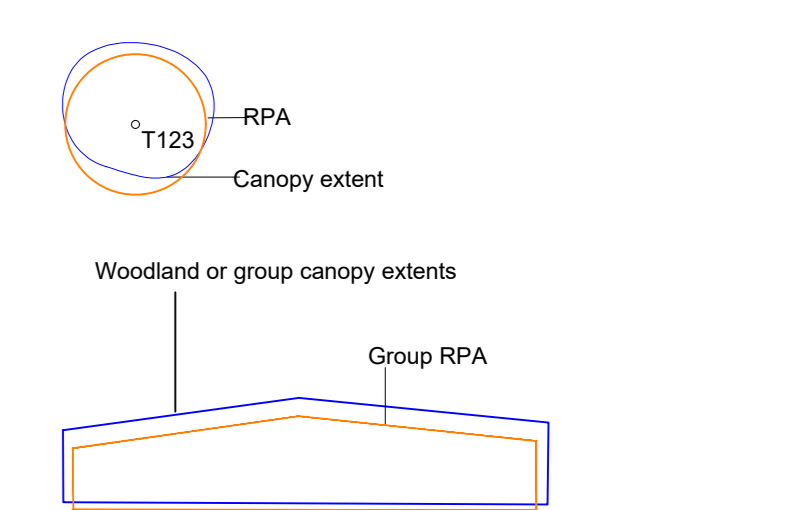 RPA
T123
Canopy extent
Woodland or group canopy extents
Group RPA